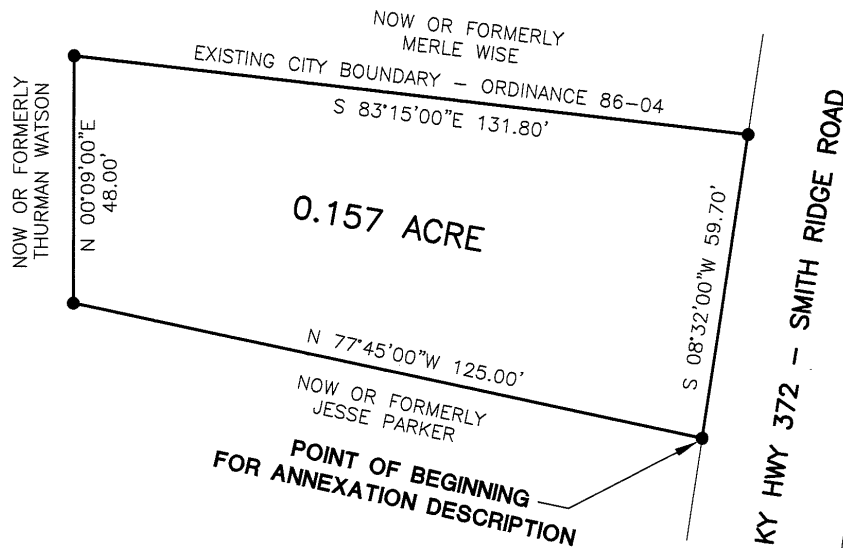 NOW OR FORMERLY
MERLE WISE
EXISTING CITY BOUNDARY – ORDINANCE 86–04
S 83°15'00"E 131.80'
NOW OR FORMERLY
THURMAN WATSON
N 00°09'00"E
48.00'
0.157 ACRE
S 08°32'00"W 59.70'
KY HWY 372 – SMITH RIDGE ROAD
N 77°45'00"W 125.00'
NOW OR FORMERLY
JESSE PARKER
POINT OF BEGINNING
FOR ANNEXATION DESCRIPTION